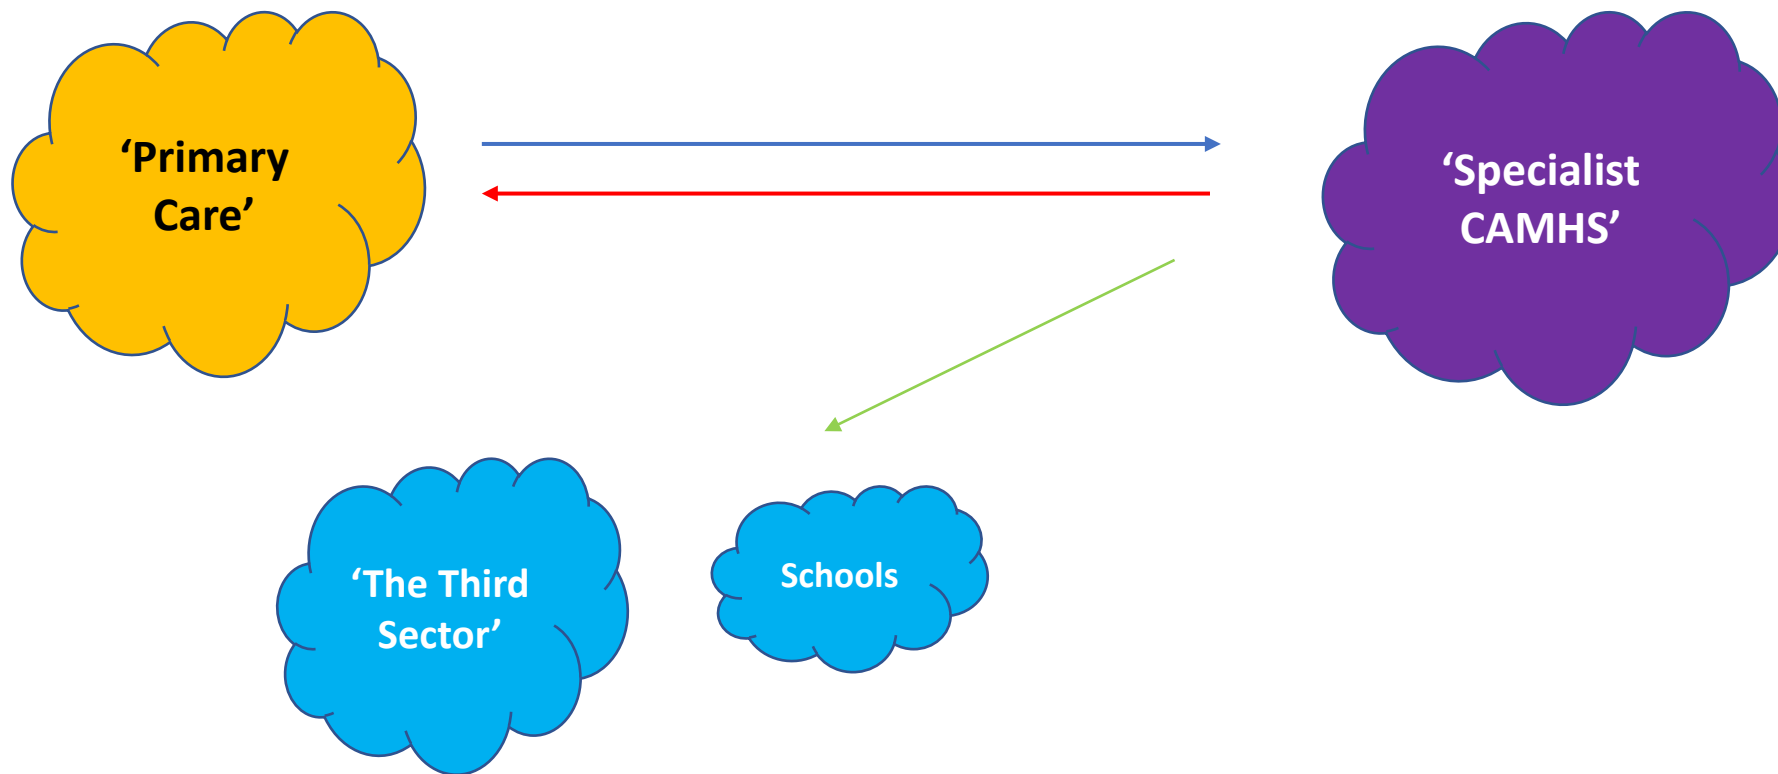 ‘Primary
Care’
‘Specialist
CAMHS’
‘The Third
Sector’
Schools